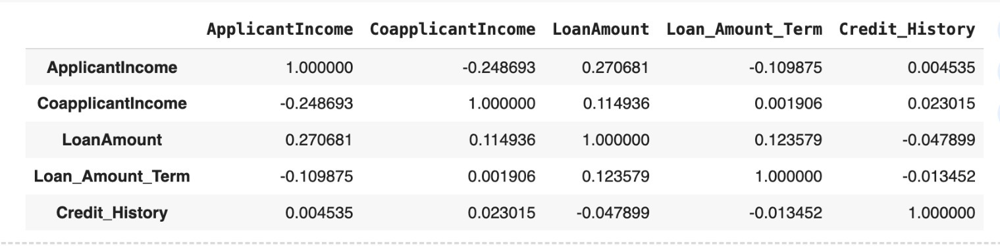 ApplicantIncome CoapplicantIncome LoanAmount Loan_Amount_Term Credit_History
ApplicantIncome 1.000000 -0.248693 0.270681 -0.109875 0.004535
CoapplicantIncome -0.248693 1.000000 0.114936 0.001906 0.023015
LoanAmount 0.270681 0.114936 1.000000 0.123579 -0.047899
Loan_Amount_Term -0.109875 0.001906 0.123579 1.000000 -0.013452
Credit_History 0.004535 0.023015 -0.047899 -0.013452 1.000000